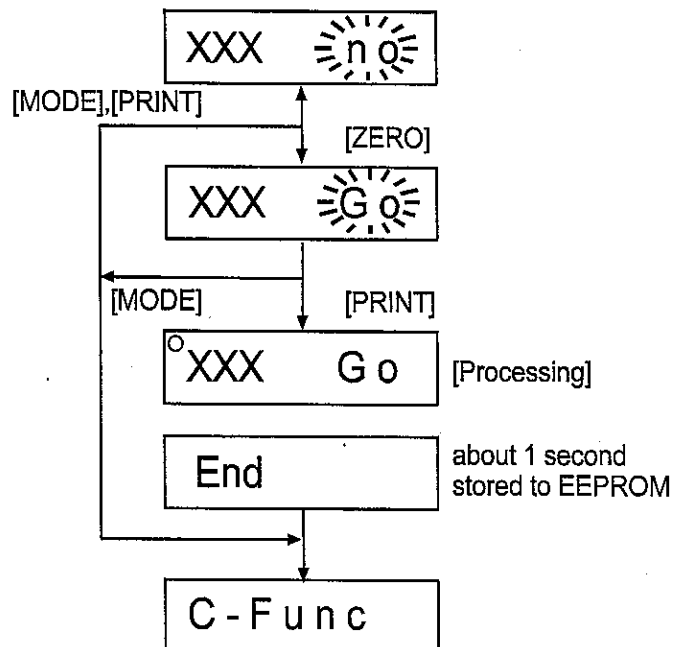 XXX no
[MODE],[PRINT]
[ZERO]
XXX Go
[MODE] [PRINT]
XXX Go [Processing]
End about 1 second
stored to EEPROM
C-Func